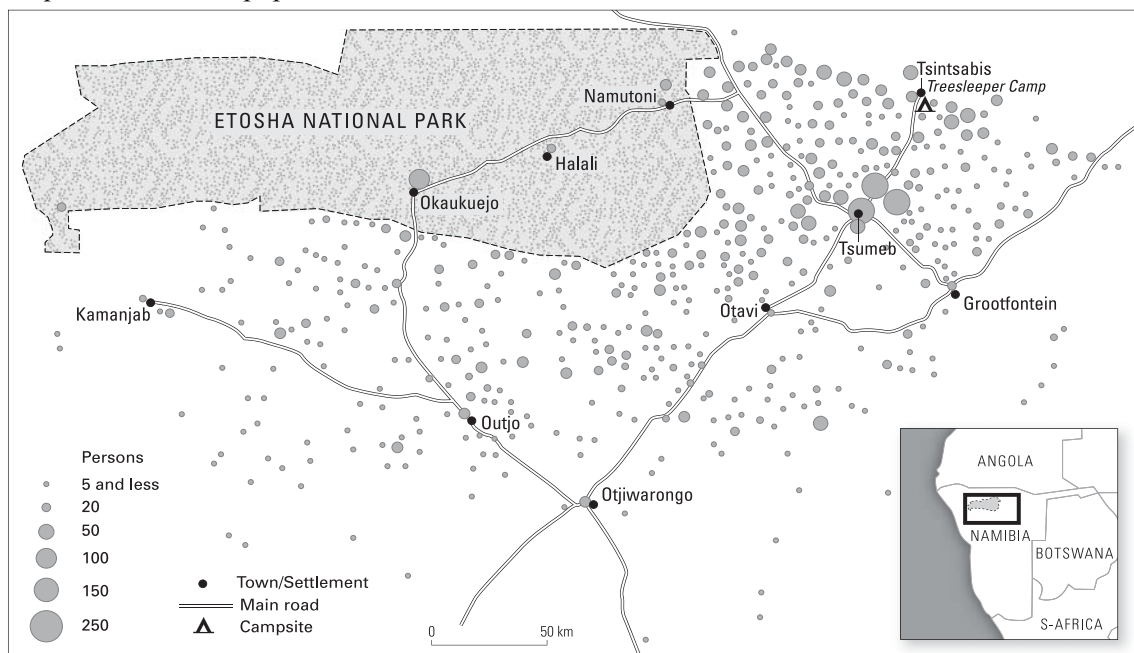 Tsintsabis
Treesleeper Camp
Namutoni
ETOSHA NATIONAL PARK
Halali
Okaukuejo
Tsumeb
Kamanjab
Otavi
Grootfontein
Outjo
Otjiwarongo
Persons
5 and less
20
50
100
150
250
Town/Settlement
Main road
Campsite
0 50 km
ANGOLA
NAMIBIA
BOTSWANA
S-AFRICA